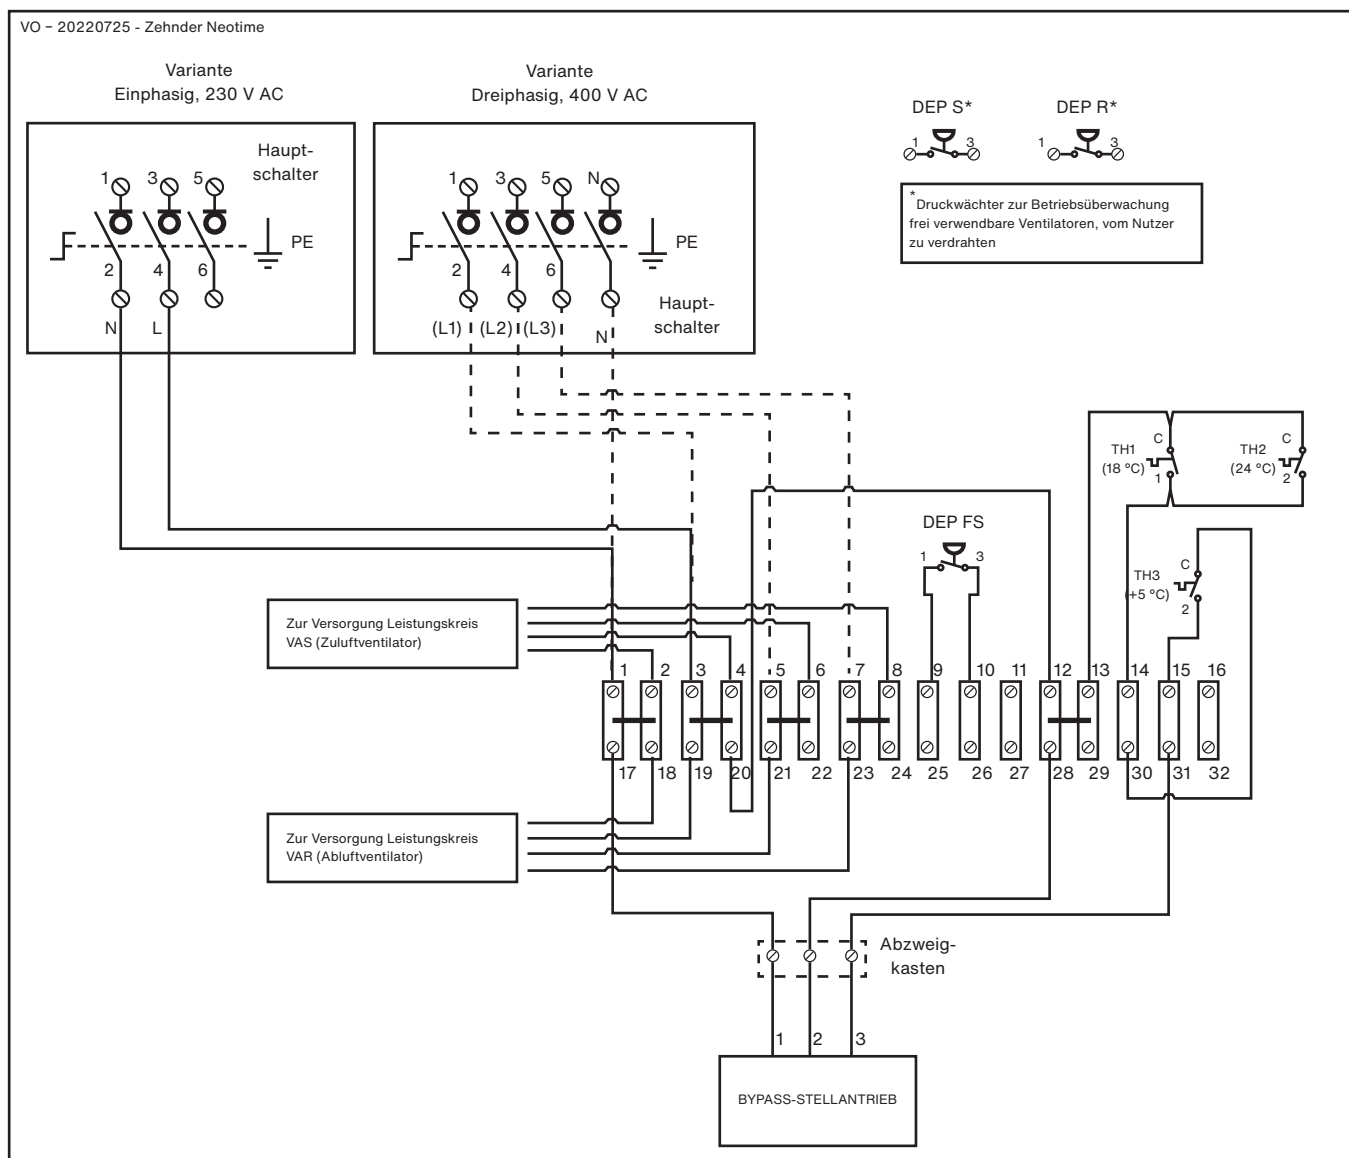 VO – 20220725 - Zehnder Neotime
Variante
Einphasig, 230 V AC
Variante
Dreiphasig, 400 V AC
DEP S*
DEP R*
1 3
1 3
*
Druckwächter zur Betriebsüberwachung
frei verwendbare Ventilatoren, vom Nutzer
zu verdrahten
Haupt-
schalter
1 3 5
PE
2 4 6
N L
1 3 5 N
PE
2 4 6
Haupt-
schalter
(L1) (L2) (L3) N
C
TH1
(18 °C)
1
C
TH2
(24 °C)
2
DEP FS
1 3
C
TH3
(+5 °C)
2
Zur Versorgung Leistungskreis
VAS (Zuluftventilator)
1 2 3 4 5 6 7 8 9 10 11 12 13 14 15 16
17 18 19 20 21 22 23 24 25 26 27 28 29 30 31 32
Zur Versorgung Leistungskreis
VAR (Abluftventilator)
Abzweig-
kasten
1 2 3
BYPASS-STELLANTRIEB